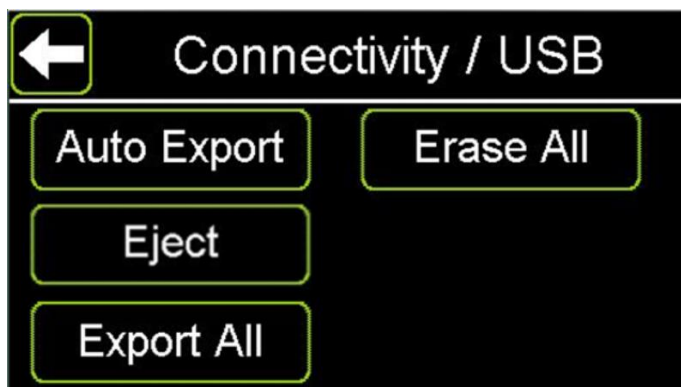 Connectivity / USB
Auto Export
Erase All
Eject
Export All